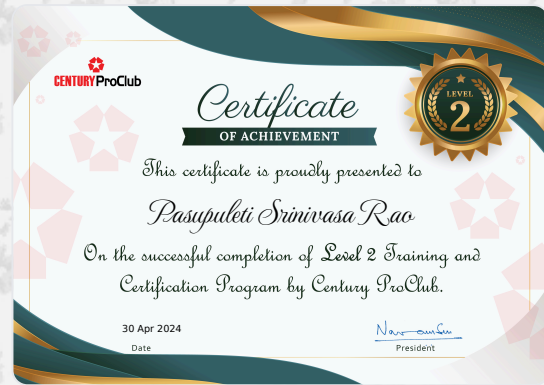 CENTURY ProClub
Certificate
OF ACHIEVEMENT
LEVEL
2
This certificate is proudly presented to
Pasupuleti Srinivasa Rao
On the successful completion of Level 2 Training and
Certification Program by Century ProClub.
30 Apr 2024
Date
President